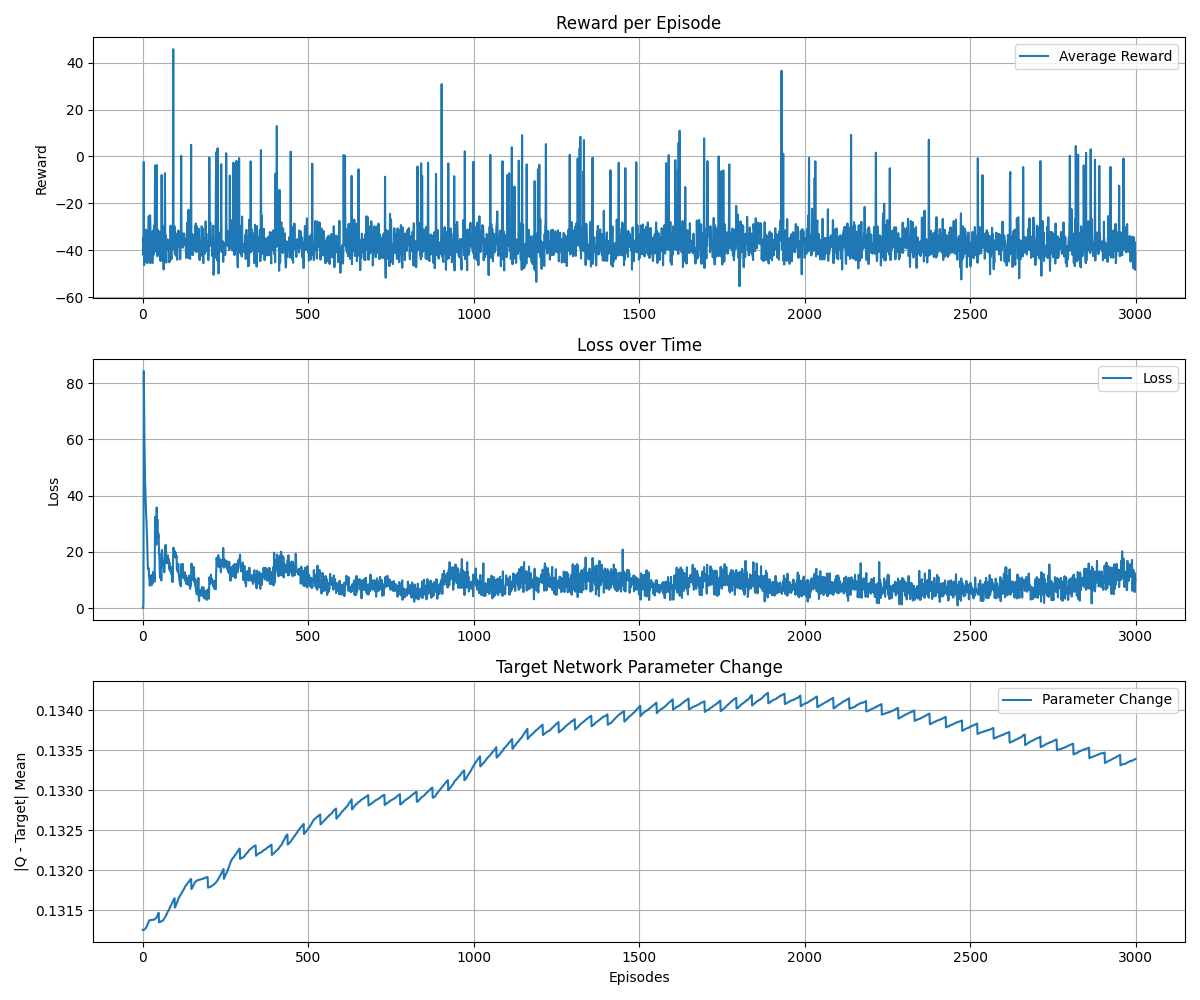 Reward per Episode
Average Reward
Reward
40
20
0
−20
−40
−60
0 500 1000 1500 2000 2500 3000
Loss over Time
Loss
Loss
80
60
40
20
0
0 500 1000 1500 2000 2500 3000
Target Network Parameter Change
Parameter Change
|Q - Target| Mean
0.1340
0.1335
0.1330
0.1325
0.1320
0.1315
0 500 1000 1500 2000 2500 3000
Episodes